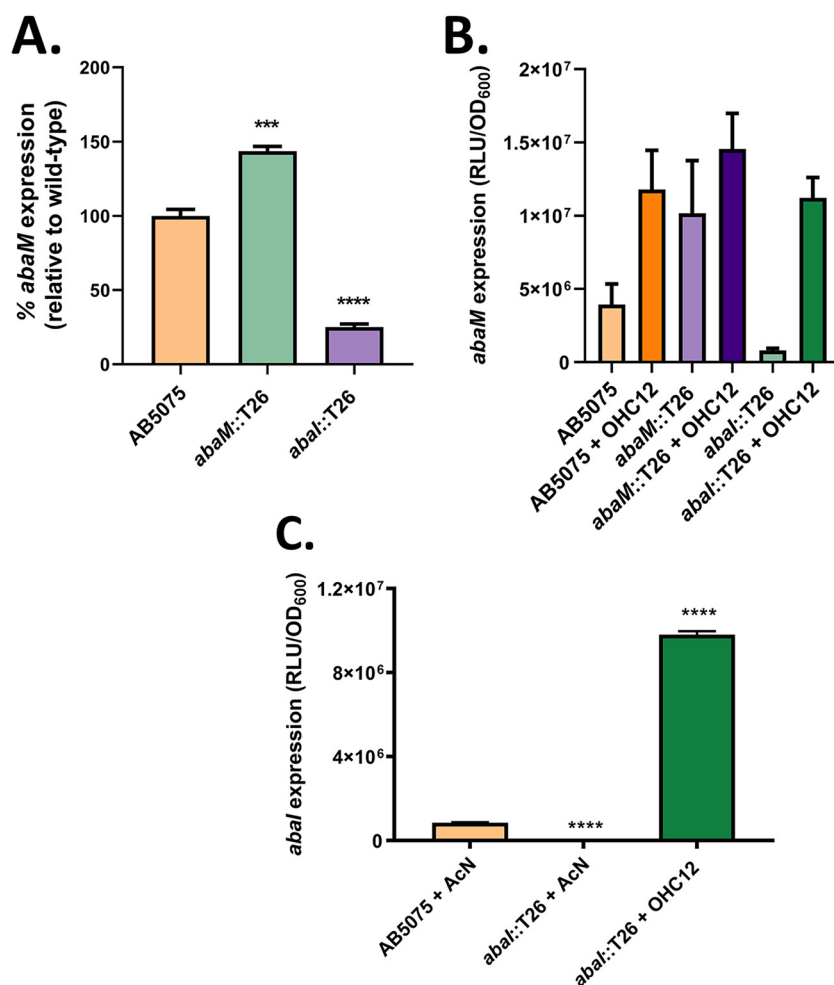 A.
% abaM expression
(relative to wild-type)
200
150
100
50
0
***
****
AB5075
abaM::T26
abaI::T26
B.
abaM expression (RLU/OD600)
2×10⁷
1.5×10⁷
1×10⁷
5×10⁶
0
AB5075
AB5075 + OHC12
abaM::T26
abaM::T26 + OHC12
abaI::T26
abaI::T26 + OHC12
C.
abaI expression (RLU/OD600)
1.2×10⁷
8×10⁶
4×10⁶
0
****
****
AB5075 + AcN
abaI::T26 + AcN
abaI::T26 + OHC12